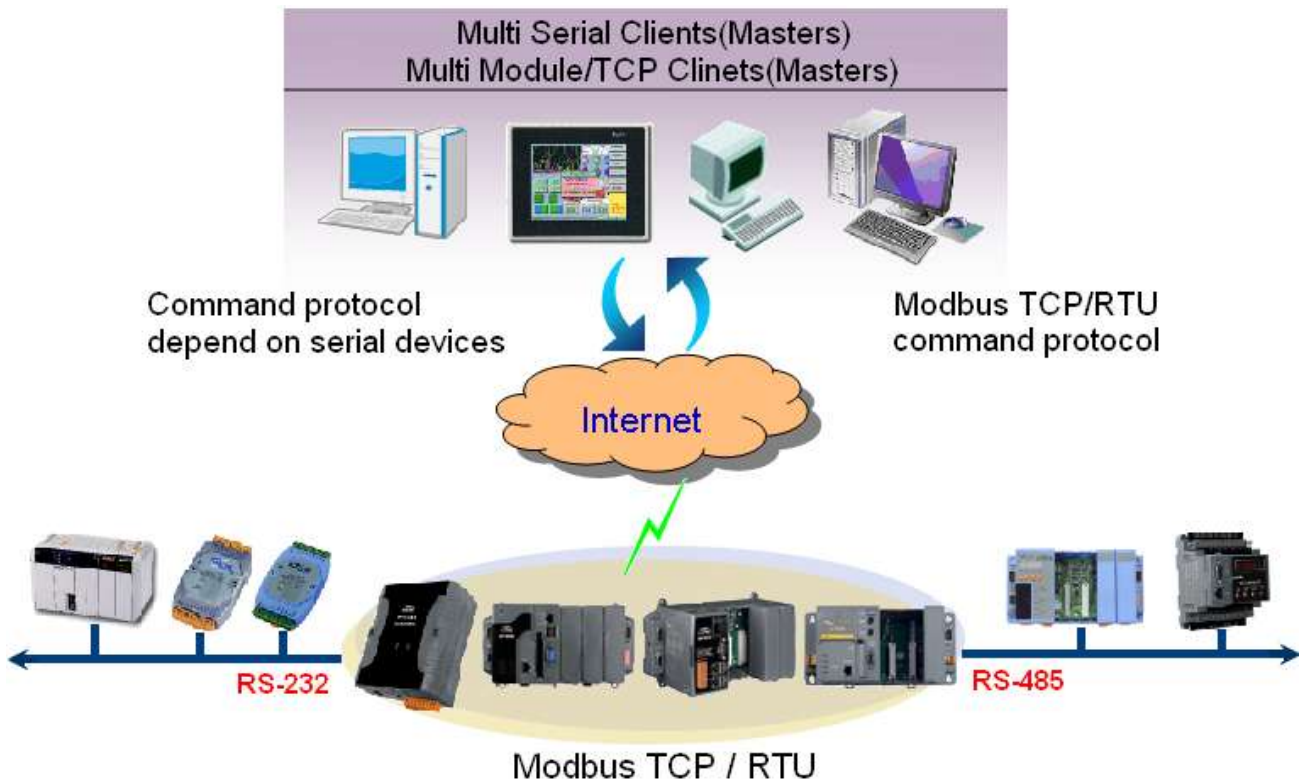 Multi Serial Clients(Masters)
Multi Module/TCP Clinets(Masters)
Command protocol
depend on serial devices
Modbus TCP/RTU
command protocol
Internet
RS-232
RS-485
Modbus TCP / RTU